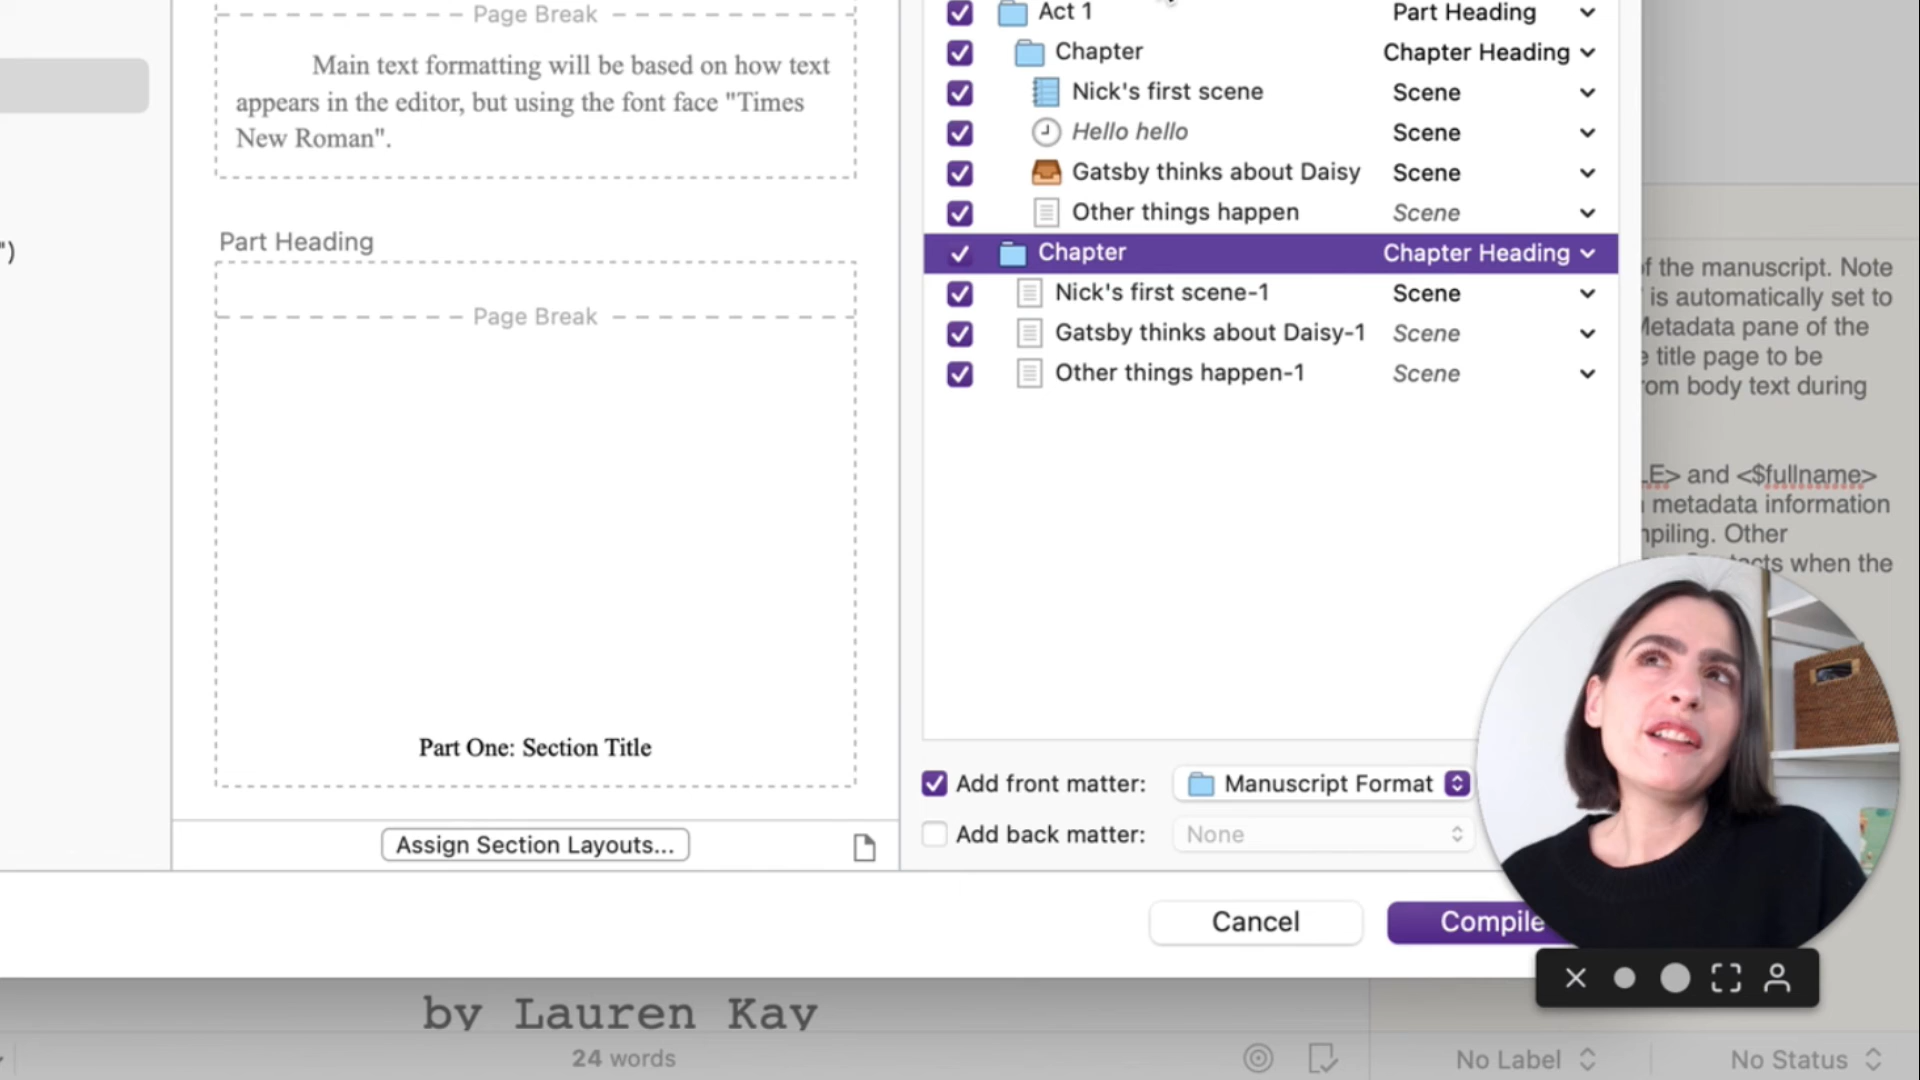 Page Break
Main text formatting will be based on how text
appears in the editor, but using the font face "Times
New Roman".
")
Part Heading
Page Break
Part One: Section Title
Assign Section Layouts...
Act 1 Part Heading
Chapter Chapter Heading
Nick's first scene Scene
Hello hello Scene
Gatsby thinks about Daisy Scene
Other things happen Scene
Chapter Chapter Heading
Nick's first scene-1 Scene
Gatsby thinks about Daisy-1 Scene
Other things happen-1 Scene
Add front matter: Manuscript Format
Add back matter: None
Cancel Compile
f the manuscript. Note
is automatically set to
Metadata pane of the
title page to be
om body text during
LE> and <$fullname>
metadata information
piling. Other
when the
by Lauren Kay
24 words
No Label
No Status